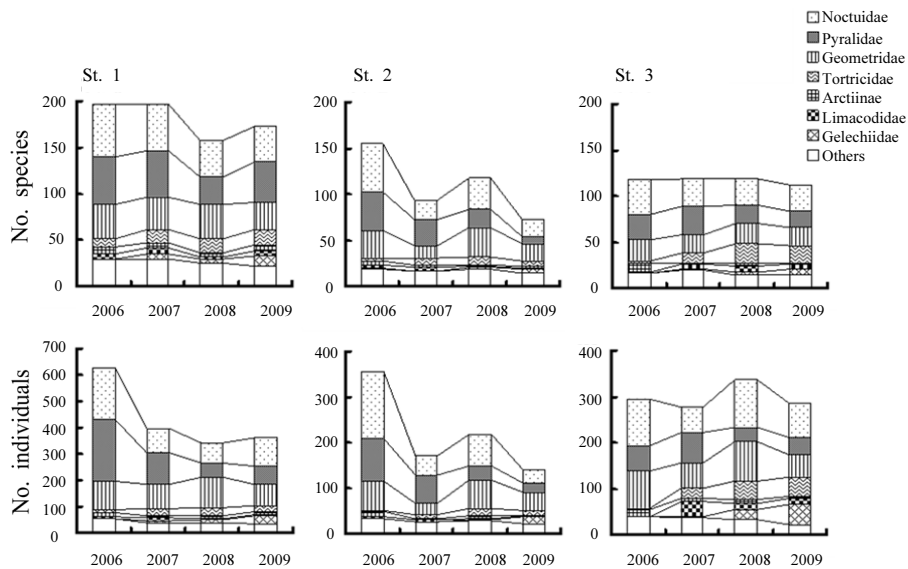 Noctuidae
Pyralidae
Geometridae
Tortricidae
Arctiinae
Limacodidae
Gelechiidae
Others
St. 1
St. 2
St. 3
No. species
200
150
100
50
0
2006 2007 2008 2009
200
150
100
50
0
2006 2007 2008 2009
200
150
100
50
0
2006 2007 2008 2009
No. individuals
700
600
500
400
300
200
100
0
2006 2007 2008 2009
400
300
200
100
0
2006 2007 2008 2009
400
300
200
100
0
2006 2007 2008 2009